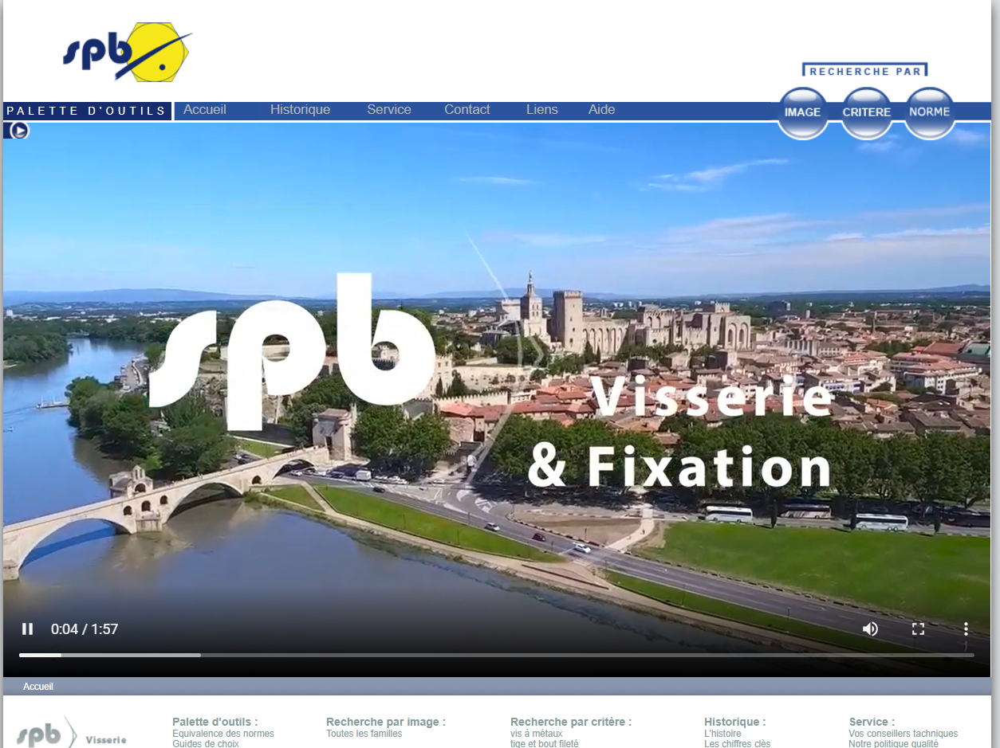 spb
RECHERCHE PAR
PALETTE D'OUTILS Accueil Historique Service Contact Liens Aide IMAGE CRITERE NORME
spb
Visserie
& Fixation
0:04 / 1:57
Accueil
spb Visserie
Palette d'outils : Recherche par image : Recherche par critère : Historique : Service :
Equivalence des normes Toutes les familles vis à métaux L'histoire Vos conseillers tachniques
Guides de choix tige et bout fileté Les chiffres clès Notre politique qualité